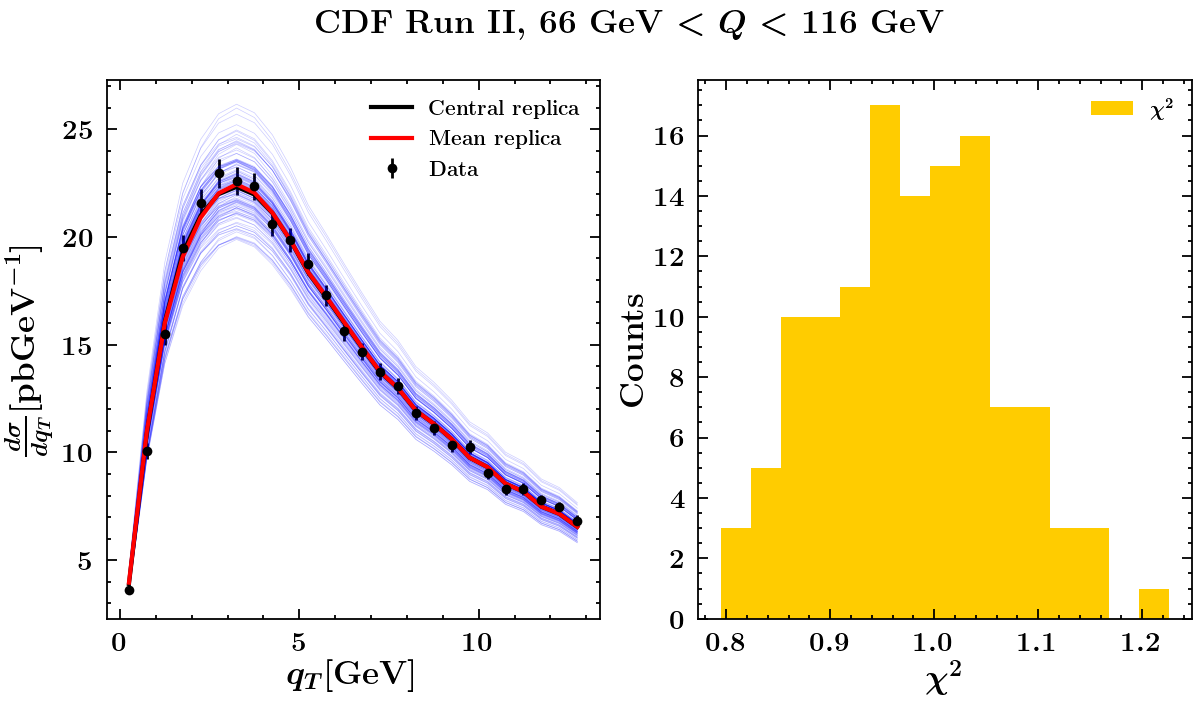 CDF Run II, 66 GeV < Q < 116 GeV
dσ/dq_T [pbGeV⁻¹]
25
20
15
10
5
0
5
10
q_T[GeV]
Central replica
Mean replica
Data
Counts
16
14
12
10
8
6
4
2
0
0.8
0.9
1.0
1.1
1.2
χ²
χ²